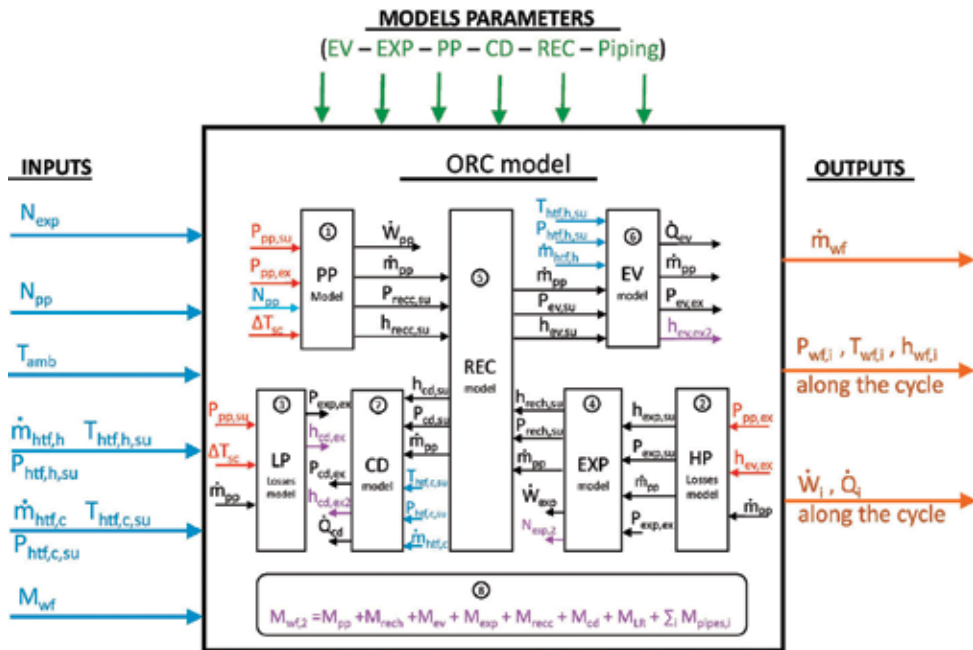 MODELS PARAMETERS
(EV – EXP – PP – CD – REC – Piping)
INPUTS
N_exp
N_pp
T_amb
ṁ_htf,h T_htf,h,su
P_htf,h,su
ṁ_htf,c T_htf,c,su
P_htf,c,su
M_wf
ORC model
P_pp,su
P_pp,ex
N_pp
ΔT_sc
①
PP
Model
Ẇ_pp
ṁ_pp
P_recc,su
h_recc,su
⑤
REC
model
T_htf,h,su
P_htf,h,su
ṁ_htf,h
ṁ_pp
P_ev,su
h_ev,su
⑥
EV
model
Q̇_ev
ṁ_pp
P_ev,ex
h_ev,ex2
P_pp,su
ΔT_sc
ṁ_pp
③
LP
Losses model
P_exp,ex
h_cd,ex
P_cd,ex
h_cd,ex2
Q̇_cd
⑦
CD
model
h_cd,su
P_cd,su
ṁ_pp
T_htf,c,su
P_htf,c,su
ṁ_htf,c
h_rech,su
P_rech,su
ṁ_pp
Ẇ_exp
N_exp,2
④
EXP
model
h_exp,su
P_exp,su
ṁ_pp
P_exp,ex
②
HP
Losses model
P_pp,ex
h_ev,ex
ṁ_pp
⑧
M_wf,2 = M_pp + M_rech + M_ev + M_exp + M_recc + M_cd + M_LR + ∑_i M_pipes,i
OUTPUTS
ṁ_wf
P_wf,i , T_wf,i , h_wf,i
along the cycle
Ẇ_i , Q̇_i
along the cycle